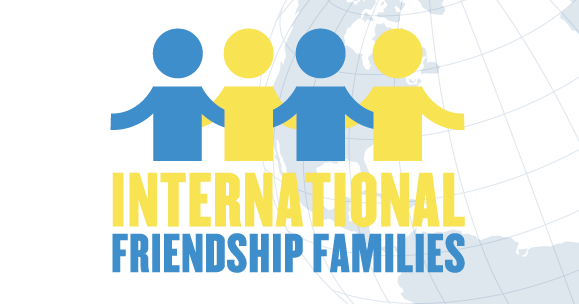 INTERNATIONAL
FRIENDSHIP FAMILIES